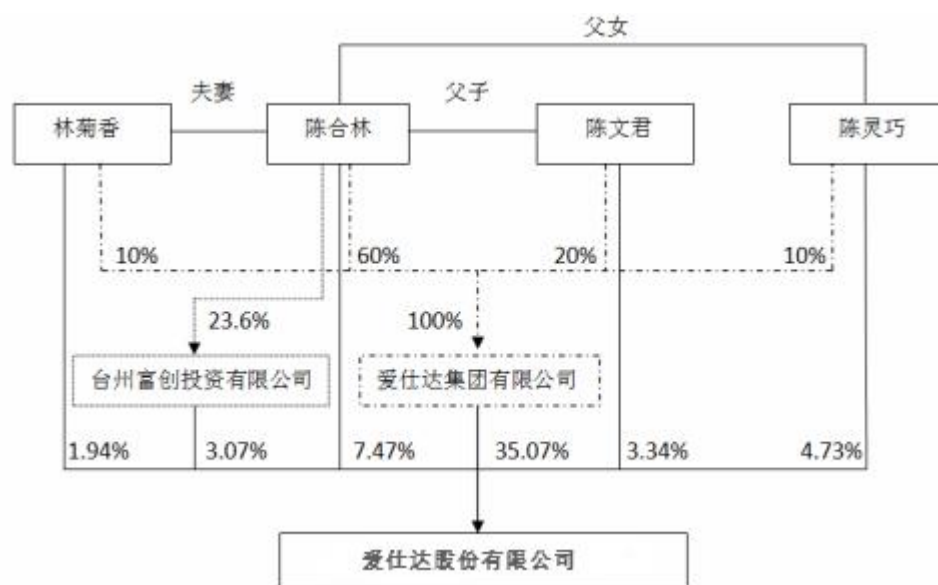 父女
夫妻
父子
林菊香
陈合林
陈文君
陈灵巧
10%
60%
20%
10%
23.6%
100%
台州富创投资有限公司
爱仕达集团有限公司
1.94%
3.07%
7.47%
35.07%
3.34%
4.73%
爱仕达股份有限公司